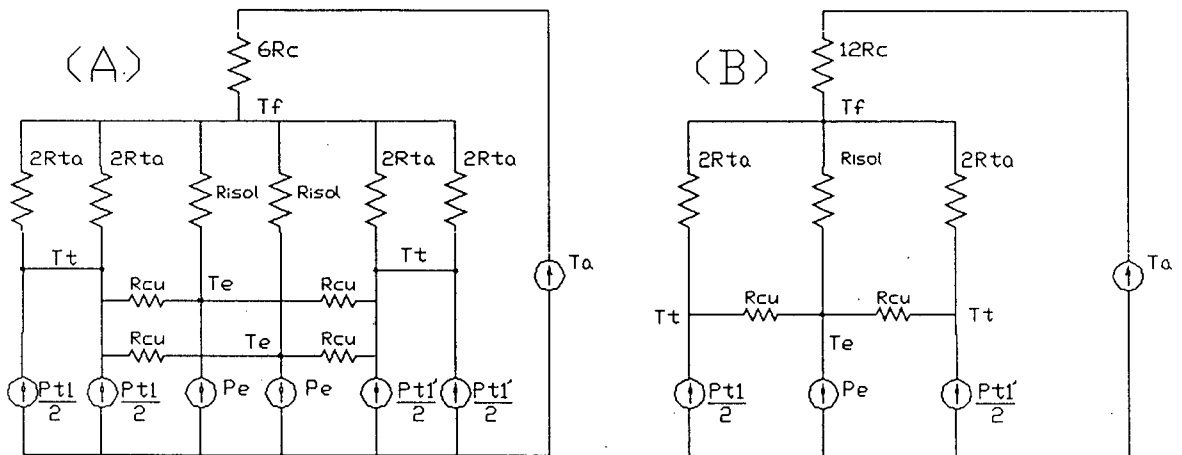 (A)
6Rc
Tf
2Rta 2Rta Risol Risol 2Rta 2Rta
Tt Tt
Ta
Rcu Te Rcu
Rcu Te Rcu
Pt1/2 Pt1/2 Pe Pe Pt1'/2 Pt1'/2
(B)
12Rc
Tf
2Rta Risol 2Rta
Ta
Tt Rcu Rcu Tt
Te
Pt1/2 Pe Pt1'/2